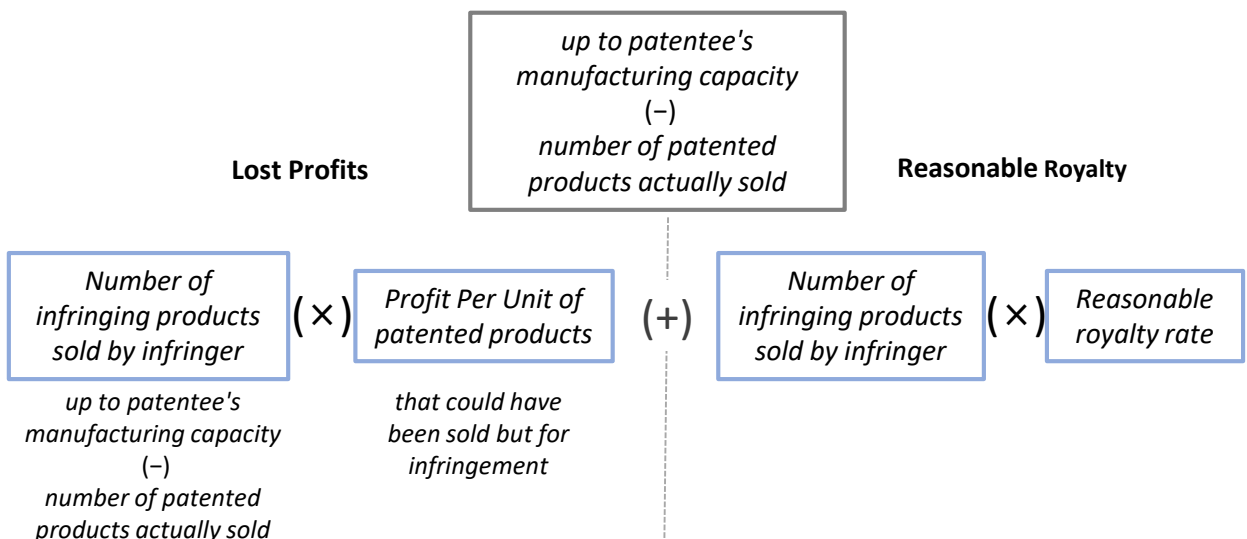 up to patentee's
manufacturing capacity
(−)
number of patented
products actually sold
Lost Profits
Reasonable Royalty
Number of
infringing products
sold by infringer
(×)
Profit Per Unit of
patented products
(+)
Number of
infringing products
sold by infringer
(×)
Reasonable
royalty rate
up to patentee's
manufacturing capacity
(−)
number of patented
products actually sold
that could have
been sold but for
infringement